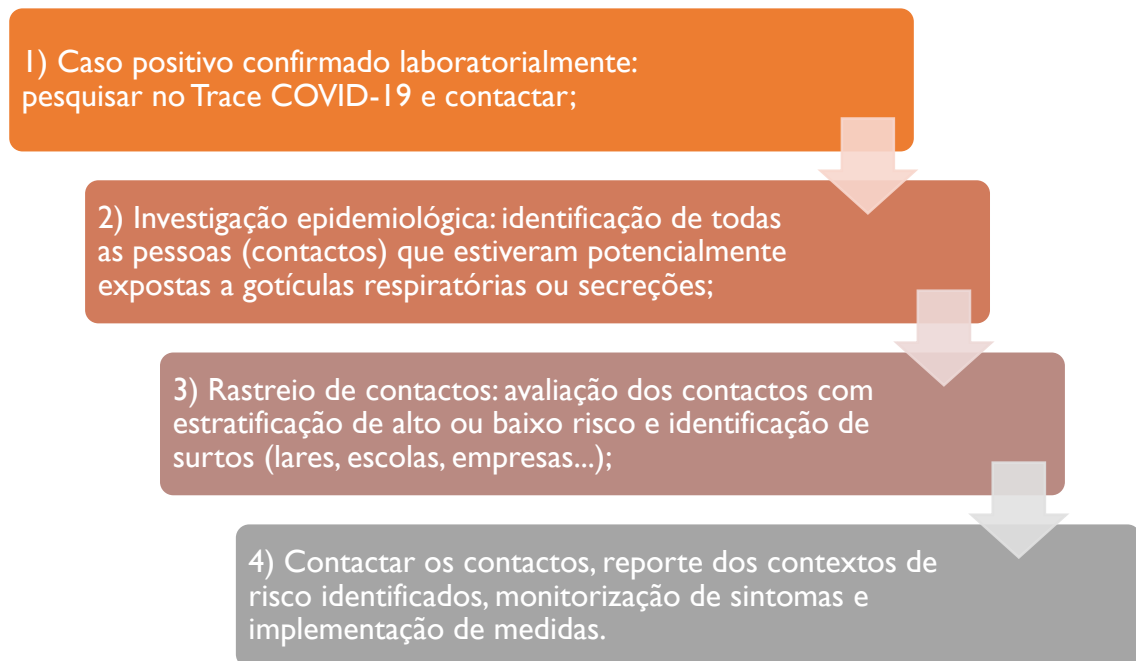 1) Caso positivo confirmado laboratorialmente:
pesquisar no Trace COVID-19 e contactar;
2) Investigação epidemiológica: identificação de todas
as pessoas (contactos) que estiveram potencialmente
expostas a gotículas respiratórias ou secreções;
3) Rastreio de contactos: avaliação dos contactos com
estratificação de alto ou baixo risco e identificação de
surtos (lares, escolas, empresas...);
4) Contactar os contactos, reporte dos contextos de
risco identificados, monitorização de sintomas e
implementação de medidas.